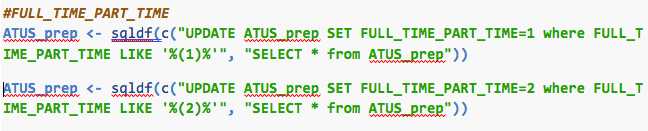 #FULL_TIME_PART_TIME
ATUS_prep <- sqldf(c("UPDATE ATUS_prep SET FULL_TIME_PART_TIME=1 where FULL_T
IME_PART_TIME LIKE '%(1)%'", "SELECT * from ATUS_prep"))
ATUS_prep <- sqldf(c("UPDATE ATUS_prep SET FULL_TIME_PART_TIME=2 where FULL_T
IME_PART_TIME LIKE '%(2)%'", "SELECT * from ATUS_prep"))